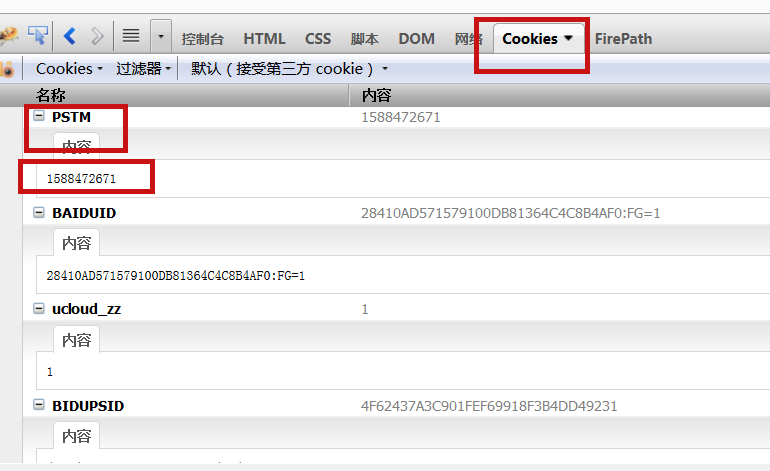 控制台 HTML CSS 脚本 DOM 网络 Cookies FirePath
Cookies 过滤器 默认（接受第三方 cookie）
名称 内容
PSTM 1588472671
内容
1588472671
BAIDUID 28410AD571579100DB81364C4C8B4AF0:FG=1
内容
28410AD571579100DB81364C4C8B4AF0:FG=1
ucloud_zz 1
内容
1
BIDUPSID 4F62437A3C901FEF69918F3B4DD49231
内容